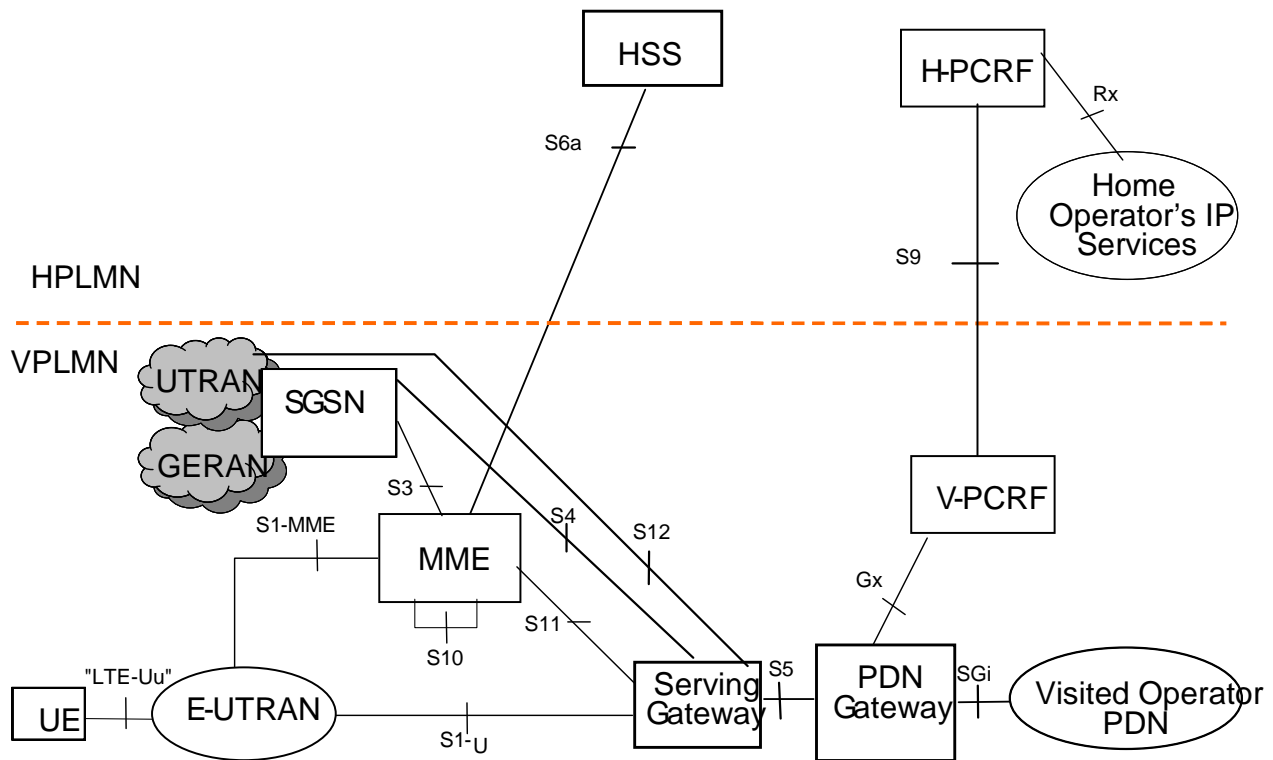 HSS
H-PCRF
Rx
S6a
Home
Operator's IP
Services
S9
HPLMN
VPLMN
UTRAN
SGSN
GERAN
S3
S4
S12
V-PCRF
S1-MME
MME
Gx
S11
S10
"LTE-Uu"
UE
E-UTRAN
S1-U
Serving
Gateway
S5
PDN
Gateway
SGi
Visited Operator
PDN